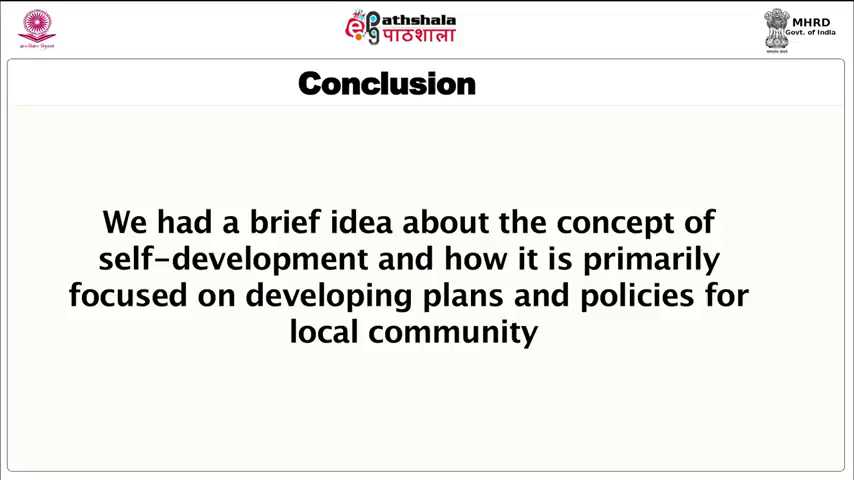 ePathshala
पाठशाला
MHRD
Govt. of India
Conclusion
We had a brief idea about the concept of
self-development and how it is primarily
focused on developing plans and policies for
local community